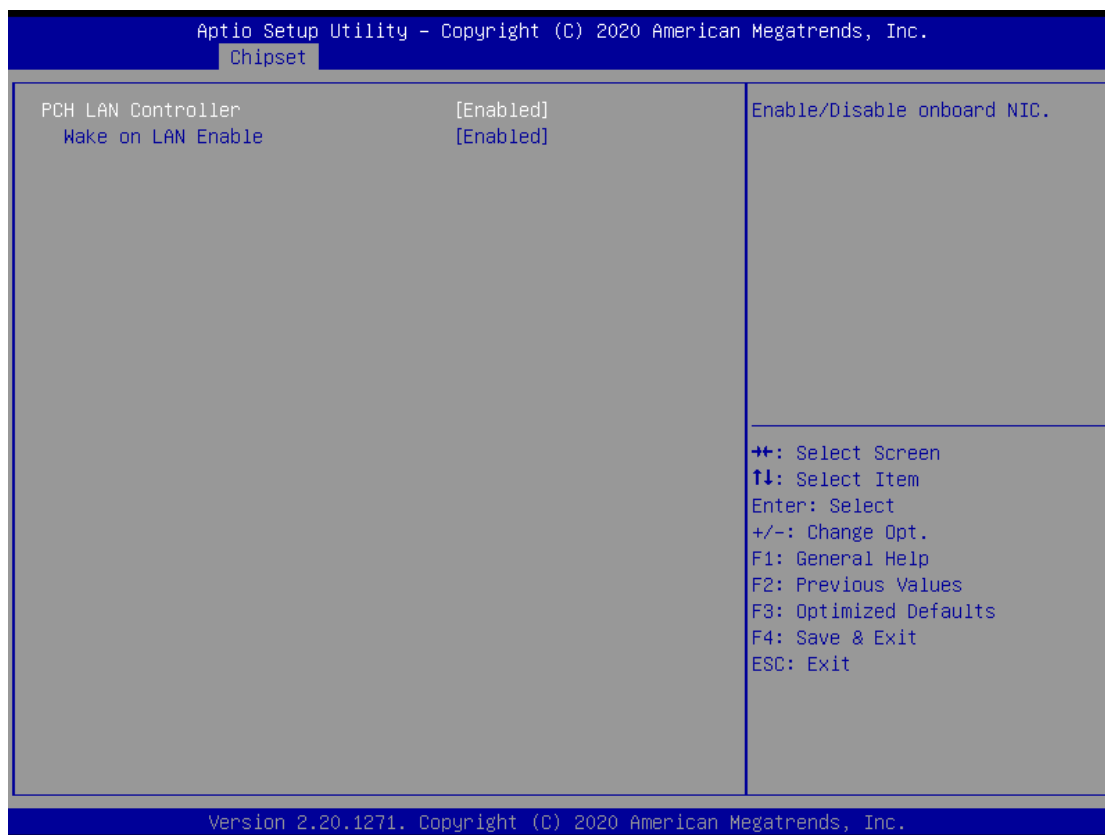 Aptio Setup Utility – Copyright (C) 2020 American Megatrends, Inc.
Chipset
PCH LAN Controller [Enabled]
Wake on LAN Enable [Enabled]
Enable/Disable onboard NIC.
→←: Select Screen
↑↓: Select Item
Enter: Select
+/-: Change Opt.
F1: General Help
F2: Previous Values
F3: Optimized Defaults
F4: Save & Exit
ESC: Exit
Version 2.20.1271. Copyright (C) 2020 American Megatrends, Inc.